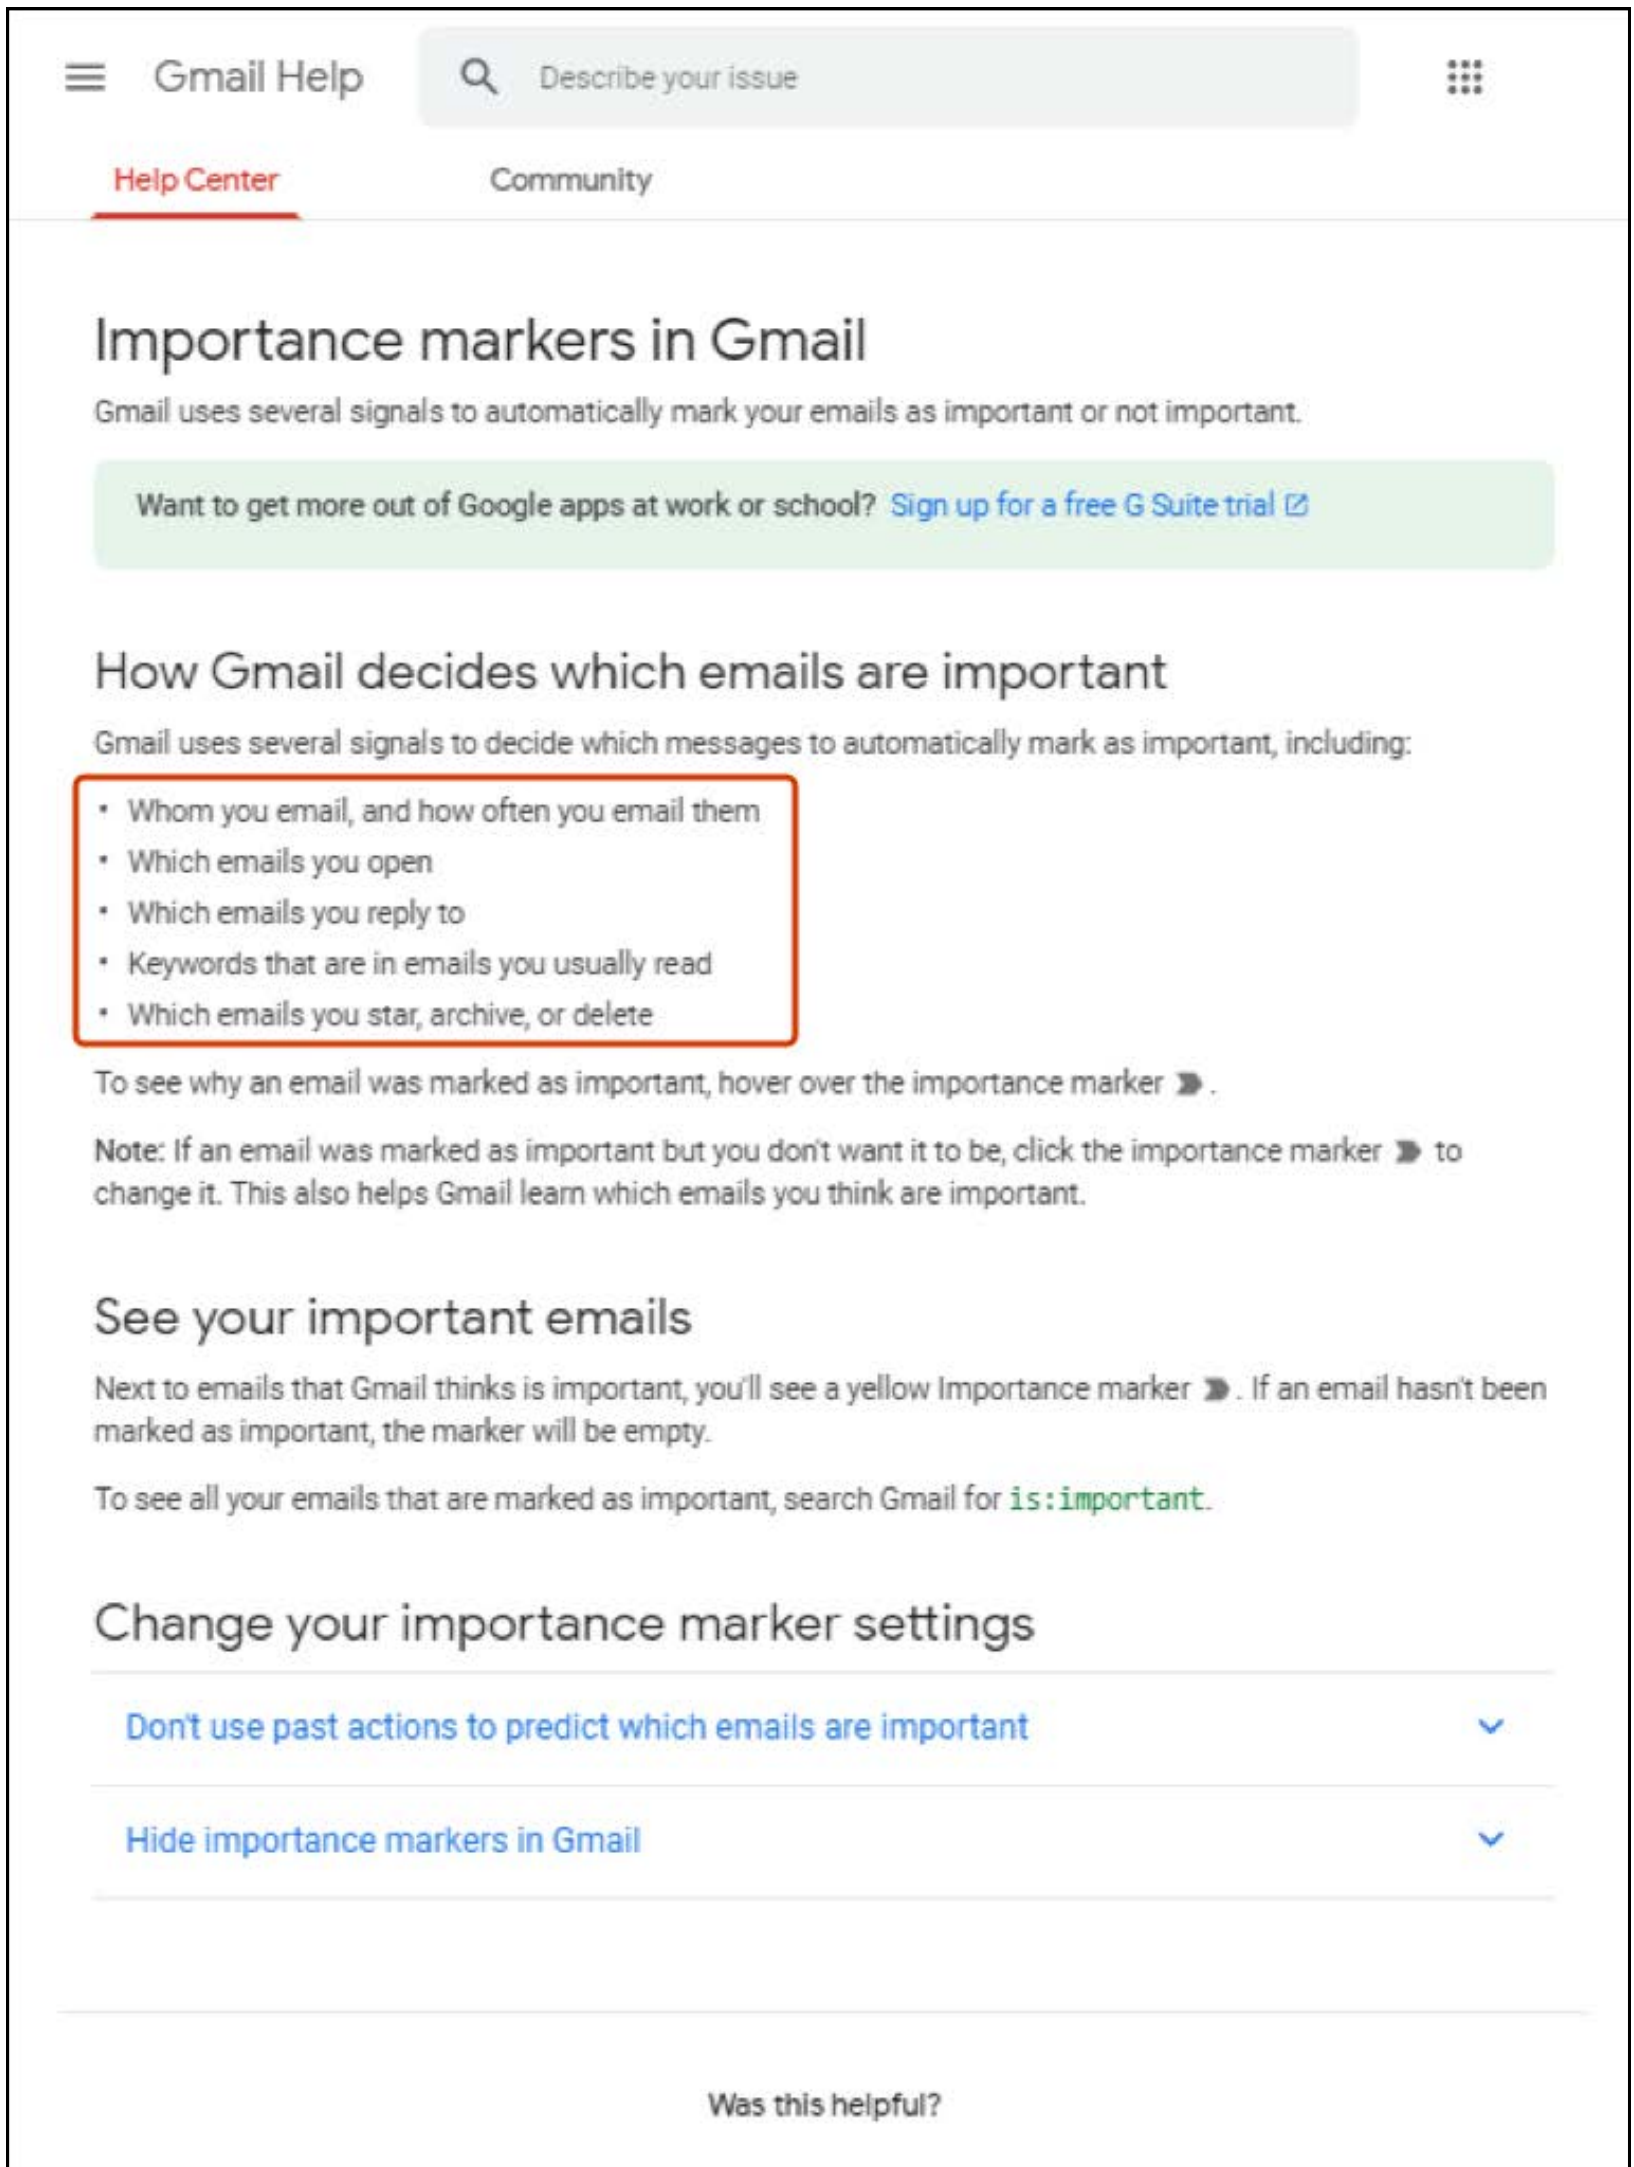 Gmail Help
Describe your issue
Help Center
Community
Importance markers in Gmail
Gmail uses several signals to automatically mark your emails as important or not important.
Want to get more out of Google apps at work or school? Sign up for a free G Suite trial
How Gmail decides which emails are important
Gmail uses several signals to decide which messages to automatically mark as important, including:
• Whom you email, and how often you email them
• Which emails you open
• Which emails you reply to
• Keywords that are in emails you usually read
• Which emails you star, archive, or delete
To see why an email was marked as important, hover over the importance marker .
Note: If an email was marked as important but you don't want it to be, click the importance marker to
change it. This also helps Gmail learn which emails you think are important.
See your important emails
Next to emails that Gmail thinks is important, you'll see a yellow Importance marker . If an email hasn't been
marked as important, the marker will be empty.
To see all your emails that are marked as important, search Gmail for is:important.
Change your importance marker settings
Don't use past actions to predict which emails are important
Hide importance markers in Gmail
Was this helpful?